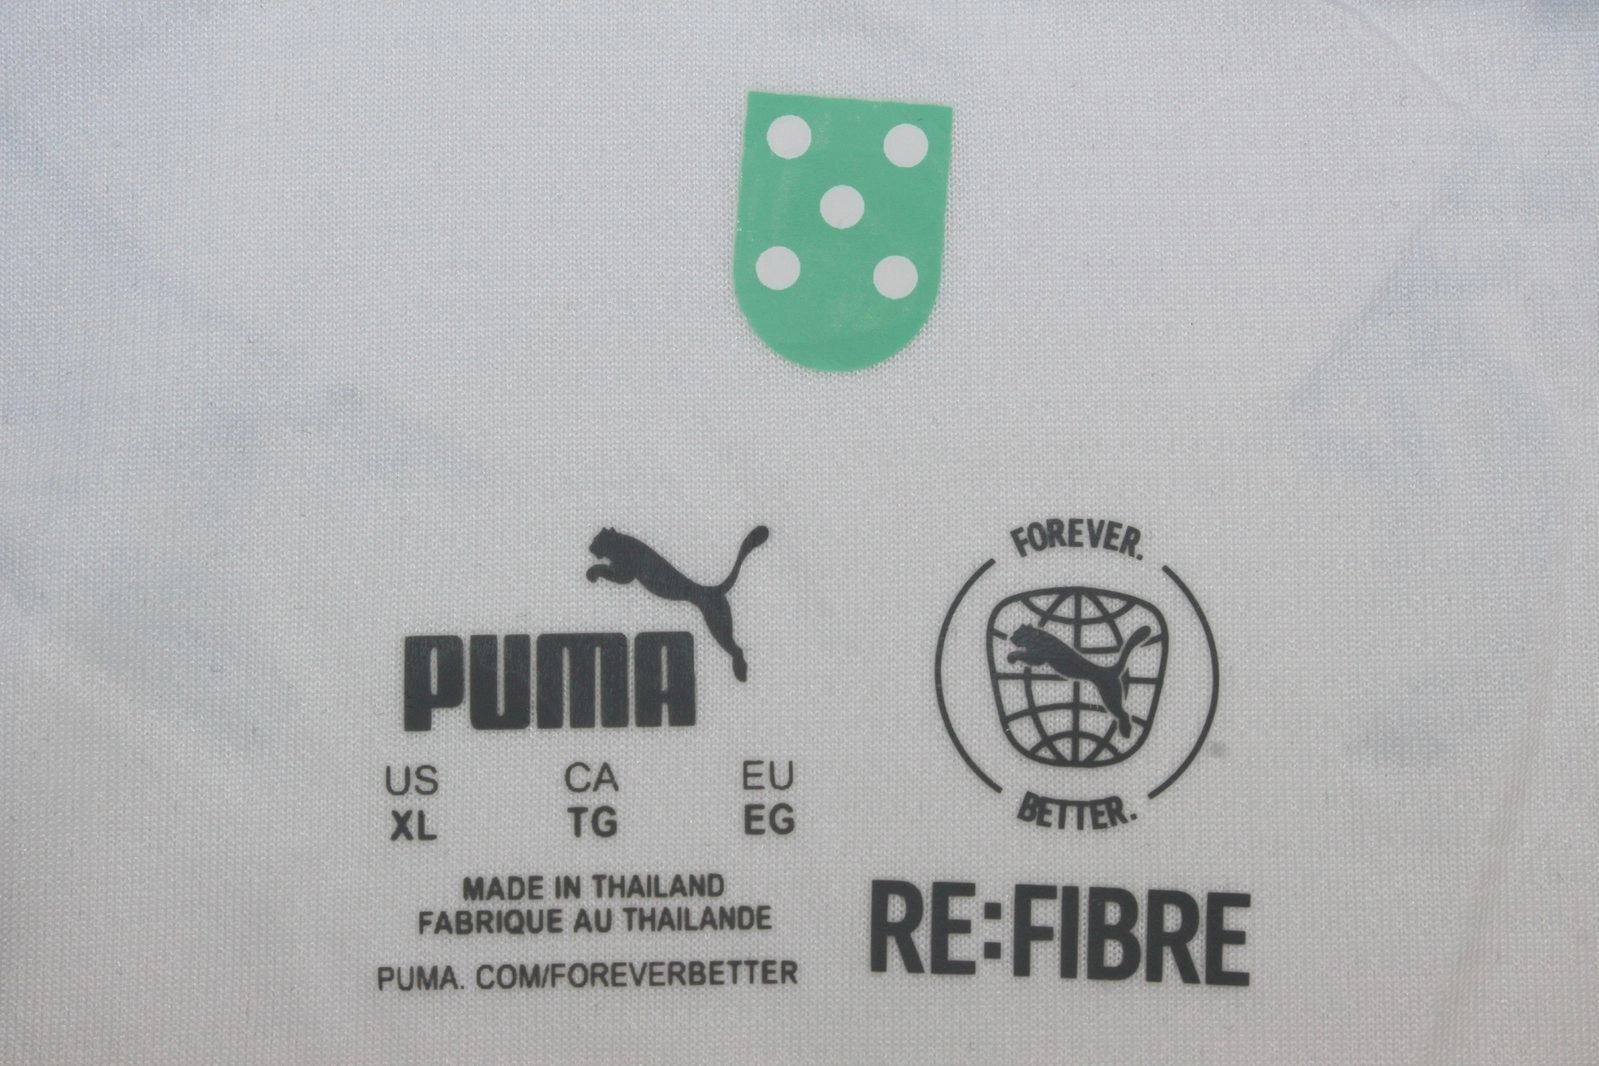 PUMA
US CA EU
XL TG EG
MADE IN THAILAND
FABRIQUE AU THAILANDE
PUMA. COM/FOREVERBETTER
FOREVER.
BETTER.
RE:FIBRE